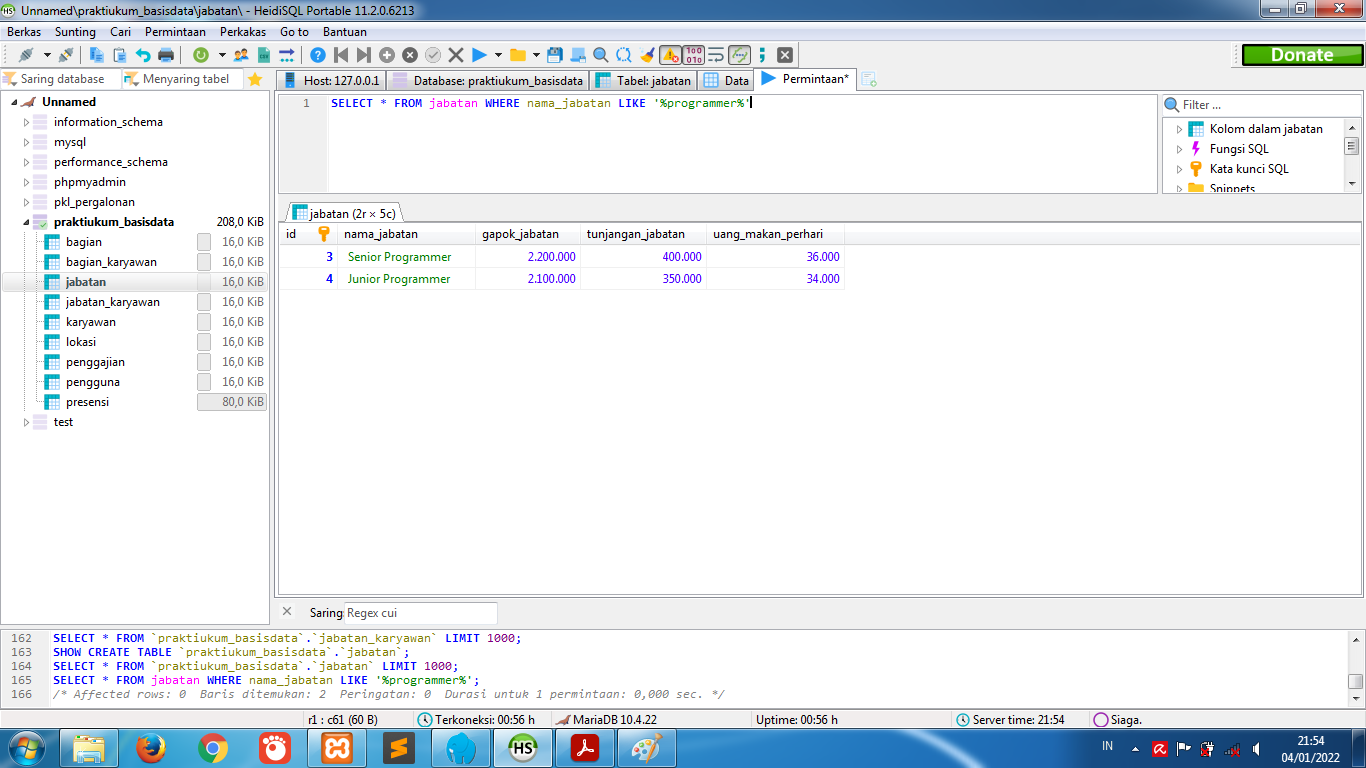 Unnamed\praktiukum_basisdata\jabatan\ - HeidiSQL Portable 11.2.0.6213
Berkas Sunting Cari Permintaan Perkakas Go to Bantuan
Donate
Saring database Menyaring tabel
Host: 127.0.0.1 Database: praktiukum_basisdata Tabel: jabatan Data Permintaan*
Unnamed
information_schema
mysql
performance_schema
phpmyadmin
pkl_pergalonan
praktiukum_basisdata 208,0 KiB
bagian 16,0 KiB
bagian_karyawan 16,0 KiB
jabatan 16,0 KiB
jabatan_karyawan 16,0 KiB
karyawan 16,0 KiB
lokasi 16,0 KiB
penggajian 16,0 KiB
pengguna 16,0 KiB
presensi 80,0 KiB
test
1 SELECT * FROM jabatan WHERE nama_jabatan LIKE '%programmer%'
Filter ...
Kolom dalam jabatan
Fungsi SQL
Kata kunci SQL
Snippets
jabatan (2r × 5c)
id nama_jabatan gapok_jabatan tunjangan_jabatan uang_makan_perhari
3 Senior Programmer 2.200.000 400.000 36.000
4 Junior Programmer 2.100.000 350.000 34.000
Saring: Regex cui
162 SELECT * FROM `praktiukum_basisdata`.`jabatan_karyawan` LIMIT 1000;
163 SHOW CREATE TABLE `praktiukum_basisdata`.`jabatan`;
164 SELECT * FROM `praktiukum_basisdata`.`jabatan` LIMIT 1000;
165 SELECT * FROM jabatan WHERE nama_jabatan LIKE '%programmer%';
166 /* Affected rows: 0 Baris ditemukan: 2 Peringatan: 0 Durasi untuk 1 permintaan: 0,000 sec. */
r1 : c61 (60 B) Terkoneksi: 00:56 h MariaDB 10.4.22 Uptime: 00:56 h Server time: 21:54 Siaga.
HS
IN
21:54
04/01/2022